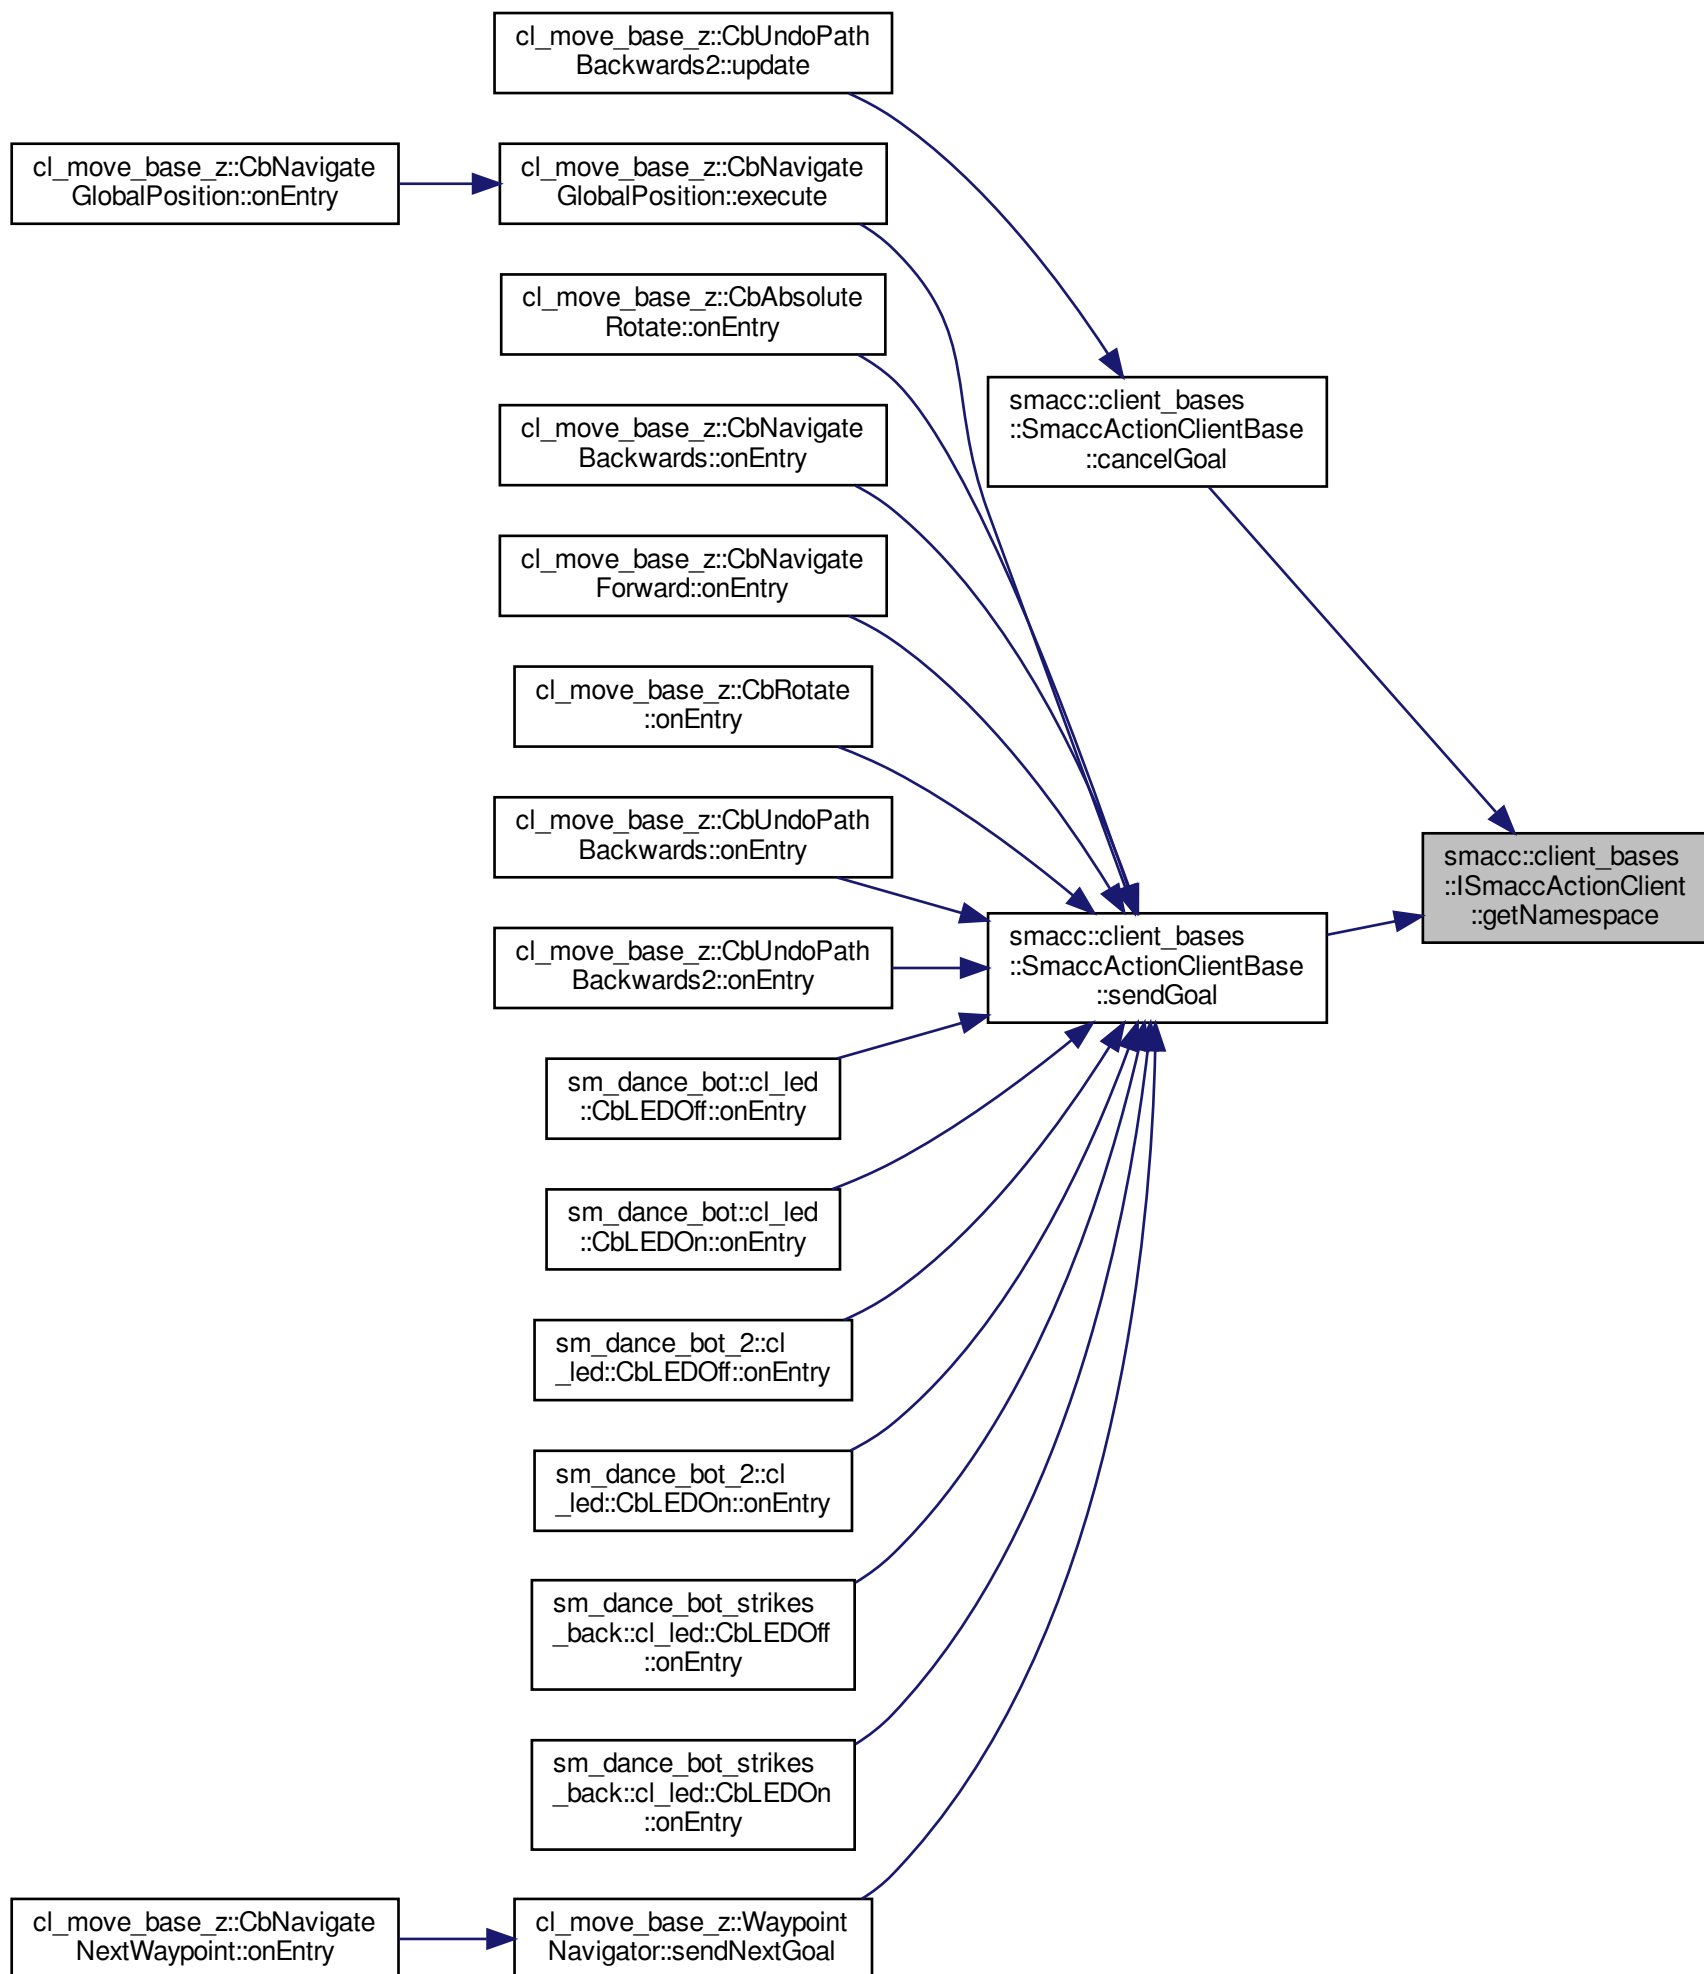 cl_move_base_z::CbUndoPath
Backwards2::update
cl_move_base_z::CbNavigate
GlobalPosition::onEntry
cl_move_base_z::CbNavigate
GlobalPosition::execute
cl_move_base_z::CbAbsolute
Rotate::onEntry
cl_move_base_z::CbNavigate
Backwards::onEntry
smacc::client_bases
::SmaccActionClientBase
::cancelGoal
cl_move_base_z::CbNavigate
Forward::onEntry
cl_move_base_z::CbRotate
::onEntry
cl_move_base_z::CbUndoPath
Backwards::onEntry
smacc::client_bases
::ISmaccActionClient
::getNamespace
cl_move_base_z::CbUndoPath
Backwards2::onEntry
smacc::client_bases
::SmaccActionClientBase
::sendGoal
sm_dance_bot::cl_led
::CbLEDOff::onEntry
sm_dance_bot::cl_led
::CbLEDOn::onEntry
sm_dance_bot_2::cl
_led::CbLEDOff::onEntry
sm_dance_bot_2::cl
_led::CbLEDOn::onEntry
sm_dance_bot_strikes
_back::cl_led::CbLEDOff
::onEntry
sm_dance_bot_strikes
_back::cl_led::CbLEDOn
::onEntry
cl_move_base_z::CbNavigate
NextWaypoint::onEntry
cl_move_base_z::Waypoint
Navigator::sendNextGoal